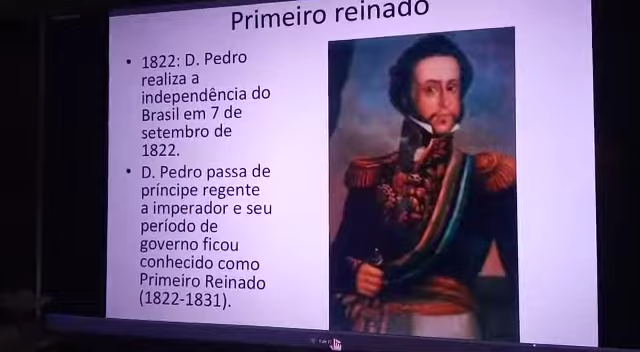 Primeiro reinado
• 1822: D. Pedro
realiza a
independência do
Brasil em 7 de
setembro de
1822.
• D. Pedro passa de
príncipe regente
a imperador e seu
período de
governo ficou
conhecido como
Primeiro Reinado
(1822-1831).